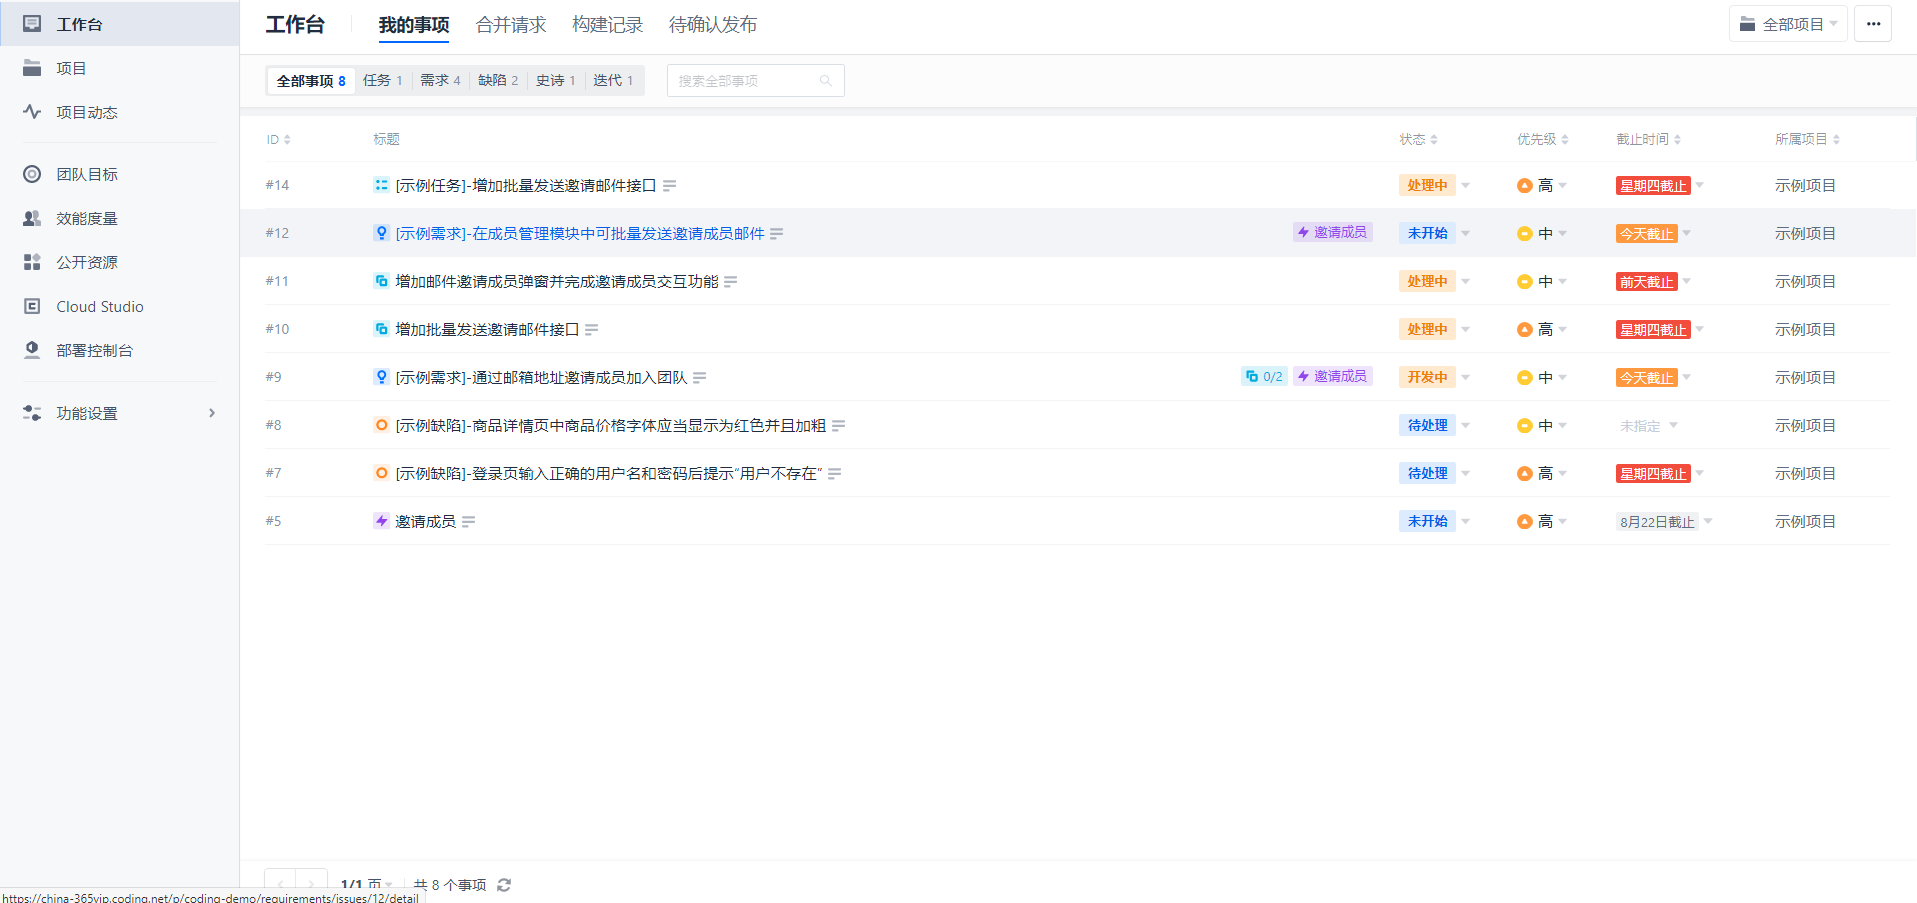 工作台
项目
项目动态
团队目标
效能度量
公开资源
Cloud Studio
部署控制台
功能设置
工作台 我的事项 合并请求 构建记录 待确认发布 全部项目
全部事项 8 任务 1 需求 4 缺陷 2 史诗 1 迭代 1 搜索全部事项
ID 标题 状态 优先级 截止时间 所属项目
#14 [示例任务]-增加批量发送邀请邮件接口 处理中 高 星期四截止 示例项目
#12 [示例需求]-在成员管理模块中可批量发送邀请成员邮件 邀请成员 未开始 中 今天截止 示例项目
#11 增加邮件邀请成员弹窗并完成邀请成员交互功能 处理中 中 前天截止 示例项目
#10 增加批量发送邀请邮件接口 处理中 高 星期四截止 示例项目
#9 [示例需求]-通过邮箱地址邀请成员加入团队 0/2 邀请成员 开发中 中 今天截止 示例项目
#8 [示例缺陷]-商品详情页中商品价格字体应当显示为红色并且加粗 待处理 中 未指定 示例项目
#7 [示例缺陷]-登录页输入正确的用户名和密码后提示“用户不存在” 待处理 高 星期四截止 示例项目
#5 邀请成员 未开始 高 8月22日截止 示例项目
1/1 页 共 8 个事项
https://china-365vip.coding.net/p/coding-demo/requirements/issues/12/detail